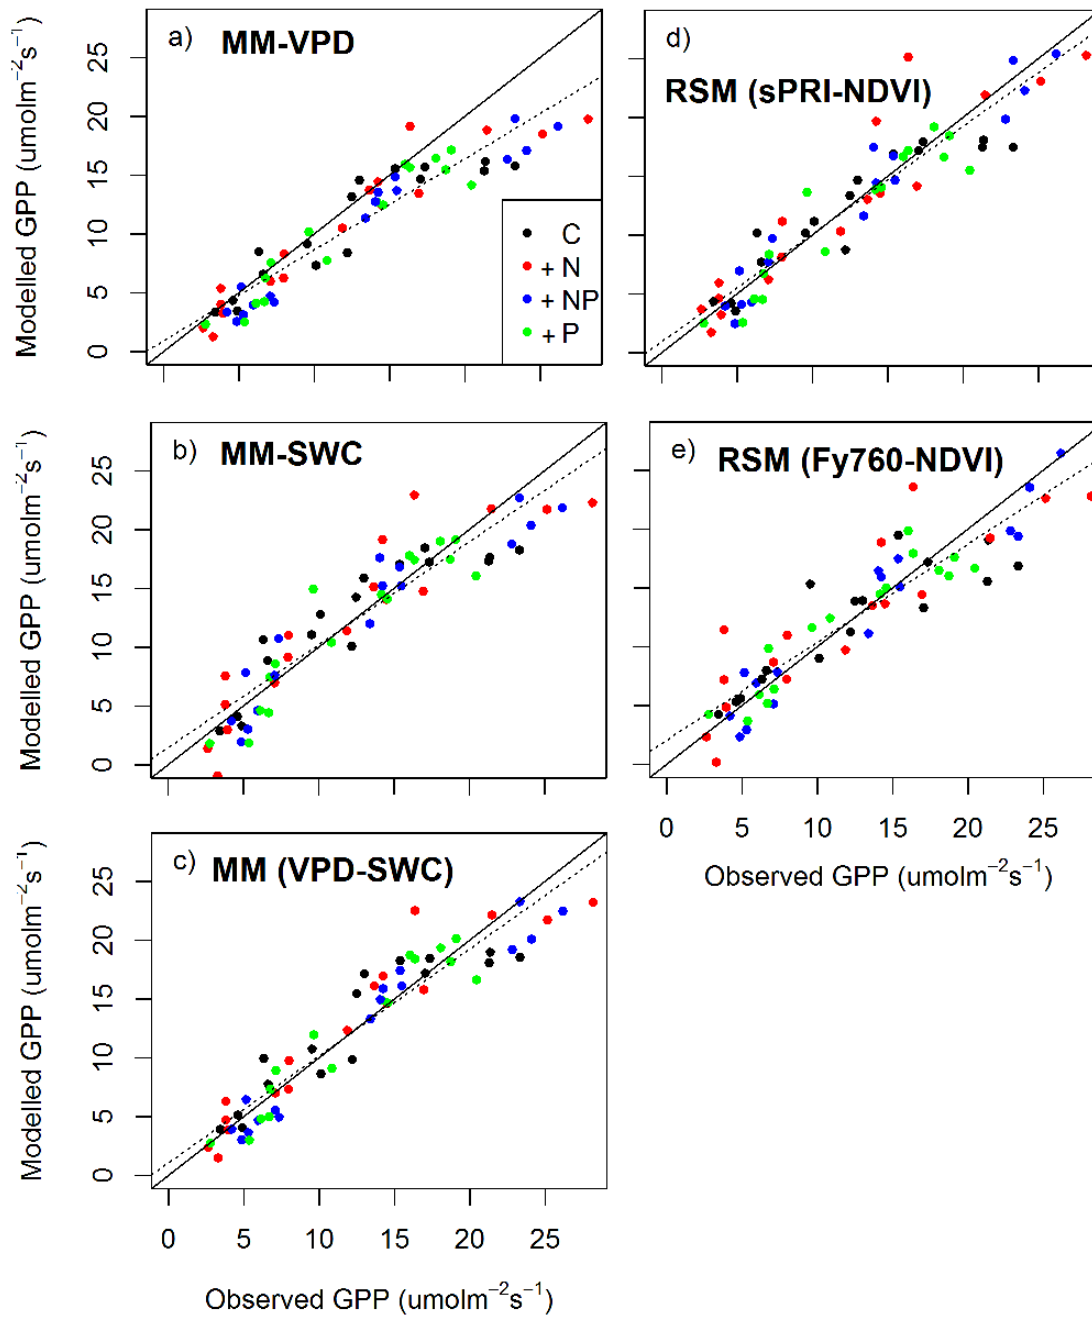 a) MM-VPD
Modelled GPP (umolm⁻²s⁻¹)
0 5 10 15 20 25
C
+ N
+ NP
+ P
d)
RSM (sPRI-NDVI)
b) MM-SWC
Modelled GPP (umolm⁻²s⁻¹)
0 5 10 15 20 25
e) RSM (Fy760-NDVI)
0 5 10 15 20 25
Observed GPP (umolm⁻²s⁻¹)
c) MM (VPD-SWC)
Modelled GPP (umolm⁻²s⁻¹)
0 5 10 15 20 25
0 5 10 15 20 25
Observed GPP (umolm⁻²s⁻¹)